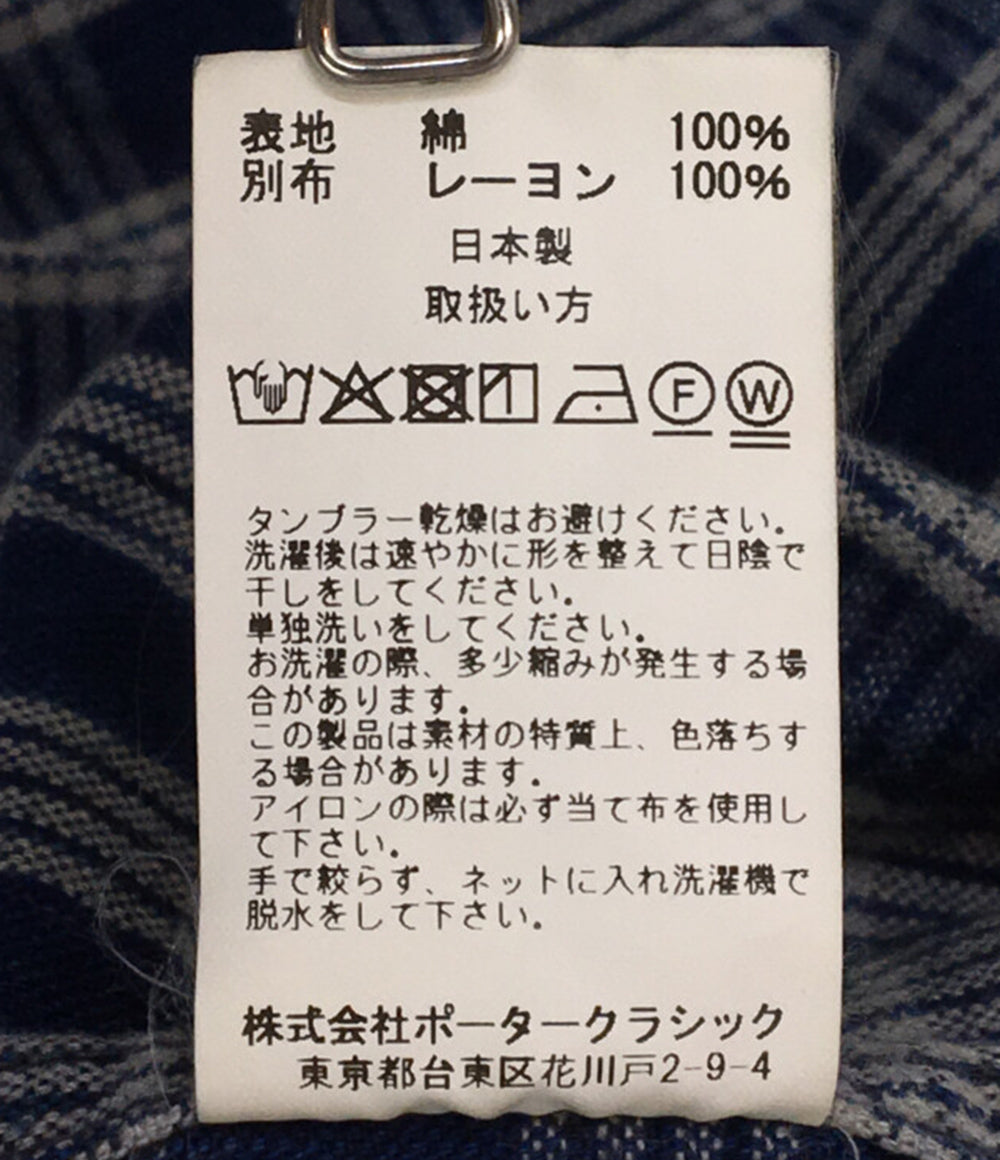 表地 綿 100%
別布 レーヨン 100%
日本製
取扱い方
F W
タンブラー乾燥はお避けください。
洗濯後は速やかに形を整えて日陰で
干しをしてください。
単独洗いをしてください。
お洗濯の際、多少縮みが発生する場
合があります。
この製品は素材の特質上、色落ちす
る場合があります。
アイロンの際は必ず当て布を使用し
て下さい。
手で絞らず、ネットに入れ洗濯機で
脱水をして下さい。
株式会社ポータークラシック
東京都台東区花川戸2-9-4